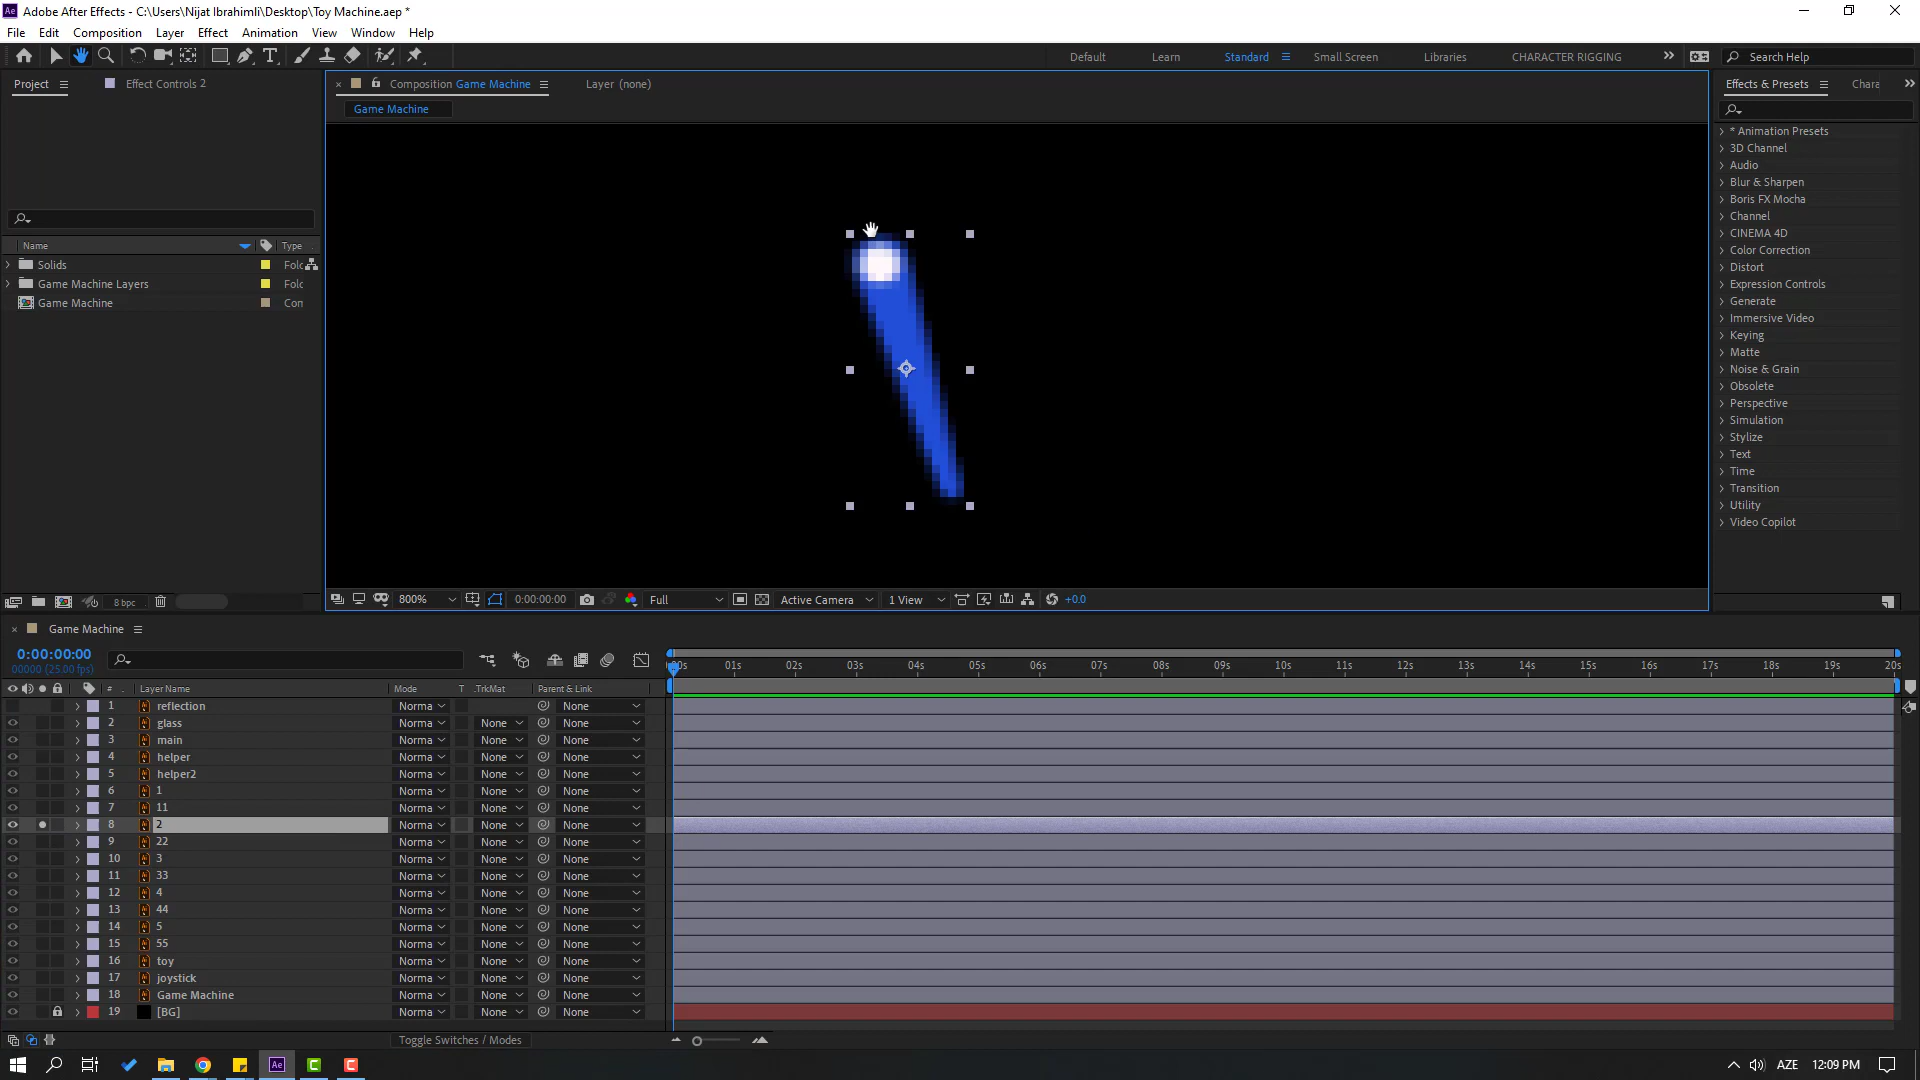 Ae Adobe After Effects - C:\Users\Nijat Ibrahimli\Desktop\Toy Machine.aep *
File Edit Composition Layer Effect Animation View Window Help
Default Learn Standard Small Screen Libraries CHARACTER RIGGING Search Help
Project Effect Controls 2
Composition Game Machine Layer (none)
Effects & Presets Chara
Game Machine
* Animation Presets
3D Channel
Audio
Blur & Sharpen
Boris FX Mocha
Channel
CINEMA 4D
Color Correction
Distort
Expression Controls
Generate
Immersive Video
Keying
Matte
Noise & Grain
Obsolete
Perspective
Simulation
Stylize
Text
Time
Transition
Utility
Video Copilot
Name Type
Solids Folc
Game Machine Layers Folc
Game Machine Con
8 bpc
800% 0:00:00:00 Full Active Camera 1 View +0.0
Game Machine
0:00:00:00
00000 (25.00 fps)
:00s 01s 02s 03s 04s 05s 06s 07s 08s 09s 10s 11s 12s 13s 14s 15s 16s 17s 18s 19s 20s
# Layer Name Mode T .TrkMat Parent & Link
1 reflection Norma None
2 glass Norma None None
3 main Norma None None
4 helper Norma None None
5 helper2 Norma None None
6 1 Norma None None
7 11 Norma None None
8 2 Norma None None
9 22 Norma None None
10 3 Norma None None
11 33 Norma None None
12 4 Norma None None
13 44 Norma None None
14 5 Norma None None
15 55 Norma None None
16 toy Norma None None
17 joystick Norma None None
18 Game Machine Norma None None
19 [BG] Norma None None
Toggle Switches / Modes
Ae AZE 12:09 PM